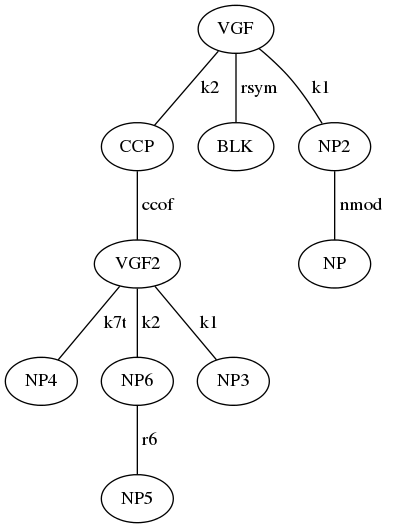 VGF
k2 rsym k1
CCP BLK NP2
ccof nmod
VGF2 NP
k7t k2 k1
NP4 NP6 NP3
r6
NP5